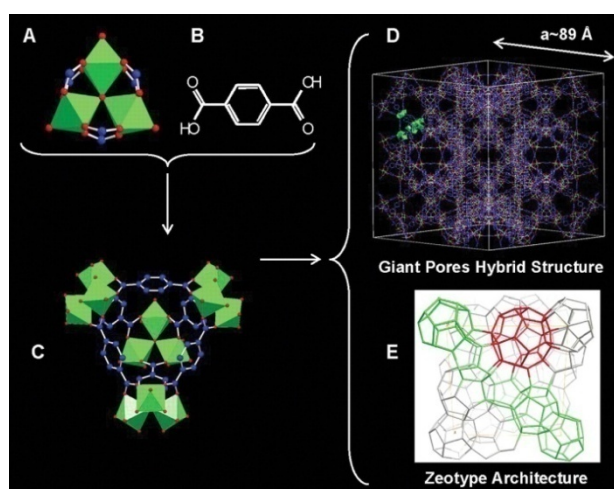 A
B
O
OH
HO
O
C
D
a~89 Å
Giant Pores Hybrid Structure
E
Zeotype Architecture